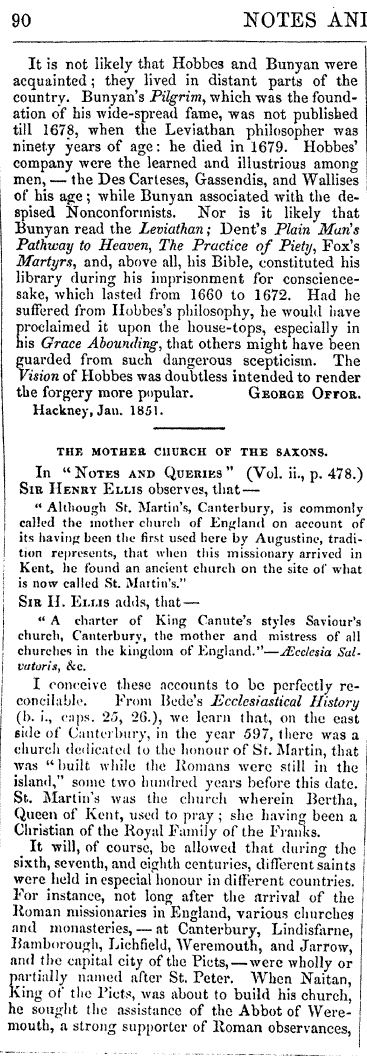 90 NOTES AND
It is not likely that Hobbes and Bunyan were
acquainted; they lived in distant parts of the
country. Bunyan's Pilgrim, which was the found-
ation of his wide-spread fame, was not published
till 1678, when the Leviathan philosopher was
ninety years of age: he died in 1679. Hobbes'
company were the learned and illustrious among
men, — the Des Carteses, Gassendis, and Wallises
of his age; while Bunyan associated with the de-
spised Nonconformists. Nor is it likely that
Bunyan read the Leviathan; Dent's Plain Man's
Pathway to Heaven, The Practice of Piety, Fox's
Martyrs, and, above all, his Bible, constituted his
library during his imprisonment for conscience-
sake, which lasted from 1660 to 1672. Had he
suffered from Hobbes's philosophy, he would have
proclaimed it upon the house-tops, especially in
his Grace Abounding, that others might have been
guarded from such dangerous scepticism. The
Vision of Hobbes was doubtless intended to render
the forgery more popular. GEORGE OFFOR.
Hackney, Jan. 1851.
THE MOTHER CHURCH OF THE SAXONS.
In "NOTES AND QUERIES" (Vol. ii., p. 478.)
SIR HENRY ELLIS observes, that —
"Although St. Martin's, Canterbury, is commonly
called the mother church of England on account of
its having been the first used here by Augustine, tradi-
tion represents, that when this missionary arrived in
Kent, he found an ancient church on the site of what
is now called St. Martin's."
SIR H. ELLIS adds, that —
"A charter of King Canute's styles Saviour's
church, Canterbury, the mother and mistress of all
churches in the kingdom of England."—Æcclesia Sal-
vatoris, &c.
I conceive these accounts to be perfectly re-
concilable. From Bede's Ecclesiastical History
(b. i., caps. 25, 26.), we learn that, on the east
side of Canterbury, in the year 597, there was a
church dedicated to the honour of St. Martin, that
was "built while the Romans were still in the
island," some two hundred years before this date.
St. Martin's was the church wherein Bertha,
Queen of Kent, used to pray; she having been a
Christian of the Royal Family of the Franks.
It will, of course, be allowed that during the
sixth, seventh, and eighth centuries, different saints
were held in especial honour in different countries.
For instance, not long after the arrival of the
Roman missionaries in England, various churches
and monasteries, — at Canterbury, Lindisfarne,
Bamborough, Lichfield, Weremouth, and Jarrow,
and the capital city of the Picts, — were wholly or
partially named after St. Peter. When Naitan,
King of the Picts, was about to build his church,
he sought the assistance of the Abbot of Were-
mouth, a strong supporter of Roman observances,